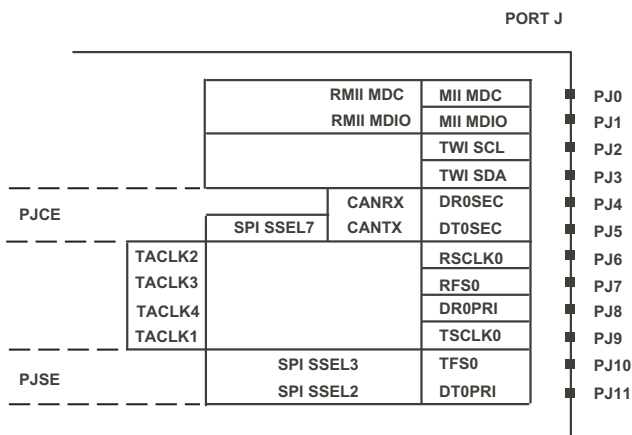 PORT J
RMII MDC MII MDC PJ0
RMII MDIO MII MDIO PJ1
TWI SCL PJ2
TWI SDA PJ3
CANRX DR0SEC PJ4
PJCE
SPI SSEL7 CANTX DT0SEC PJ5
TACLK2 RSCLK0 PJ6
TACLK3 RFS0 PJ7
TACLK4 DR0PRI PJ8
TACLK1 TSCLK0 PJ9
SPI SSEL3 TFS0 PJ10
PJSE
SPI SSEL2 DT0PRI PJ11